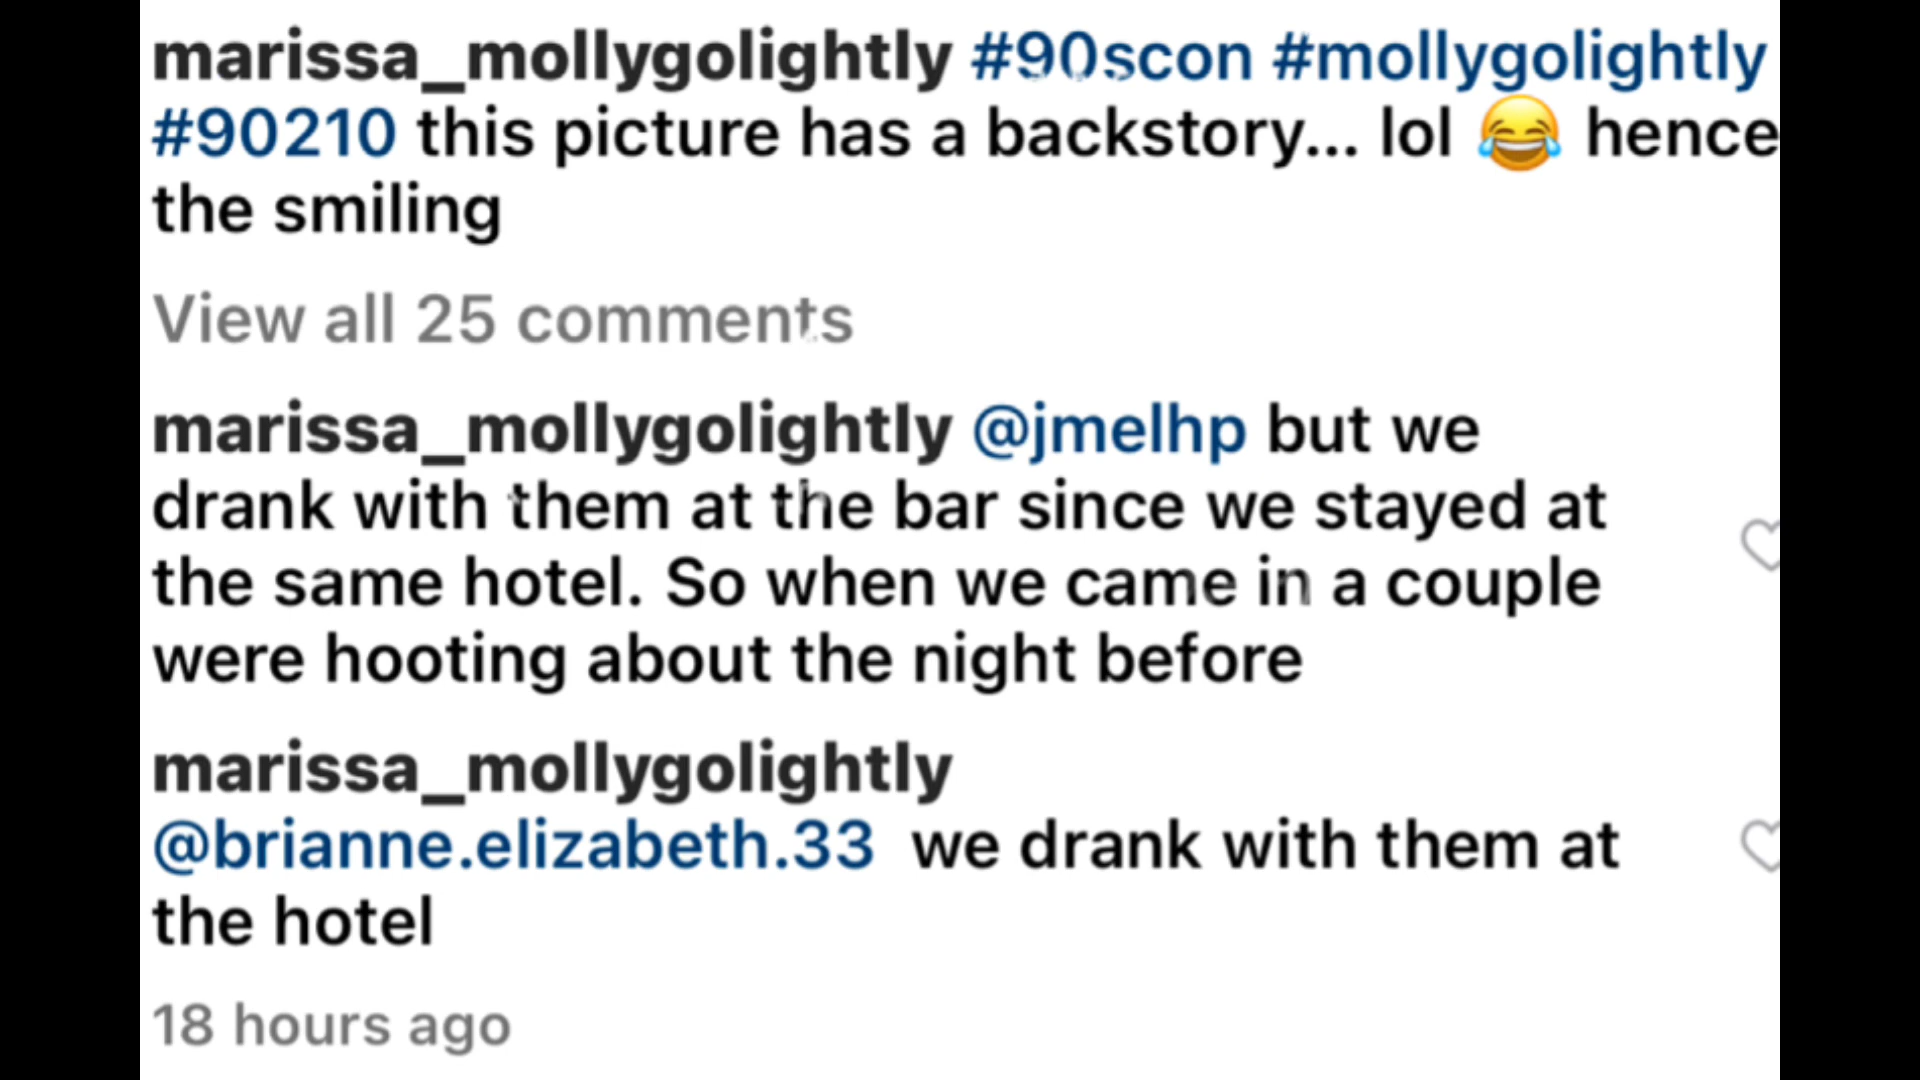 marissa_mollygolightly #90scon #mollygolightly
#90210 this picture has a backstory... lol 😂 hence
the smiling
View all 25 comments
marissa_mollygolightly @jmelhp but we
drank with them at the bar since we stayed at
the same hotel. So when we came in a couple
were hooting about the night before
marissa_mollygolightly
@brianne.elizabeth.33 we drank with them at
the hotel
18 hours ago